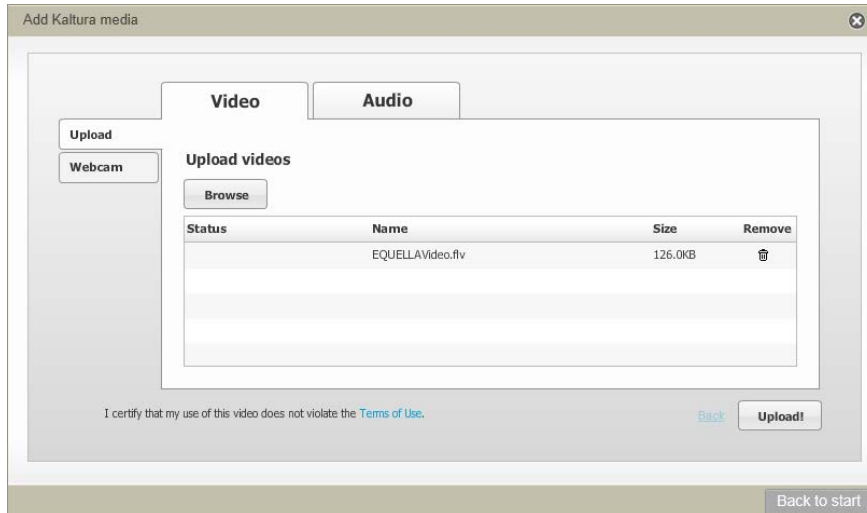 Add Kaltura media
Video
Audio
Upload
Webcam
Upload videos
Browse
Status Name Size Remove
EQUELLAVideo.flv 126.0KB
I certify that my use of this video does not violate the Terms of Use.
Back
Upload!
Back to start